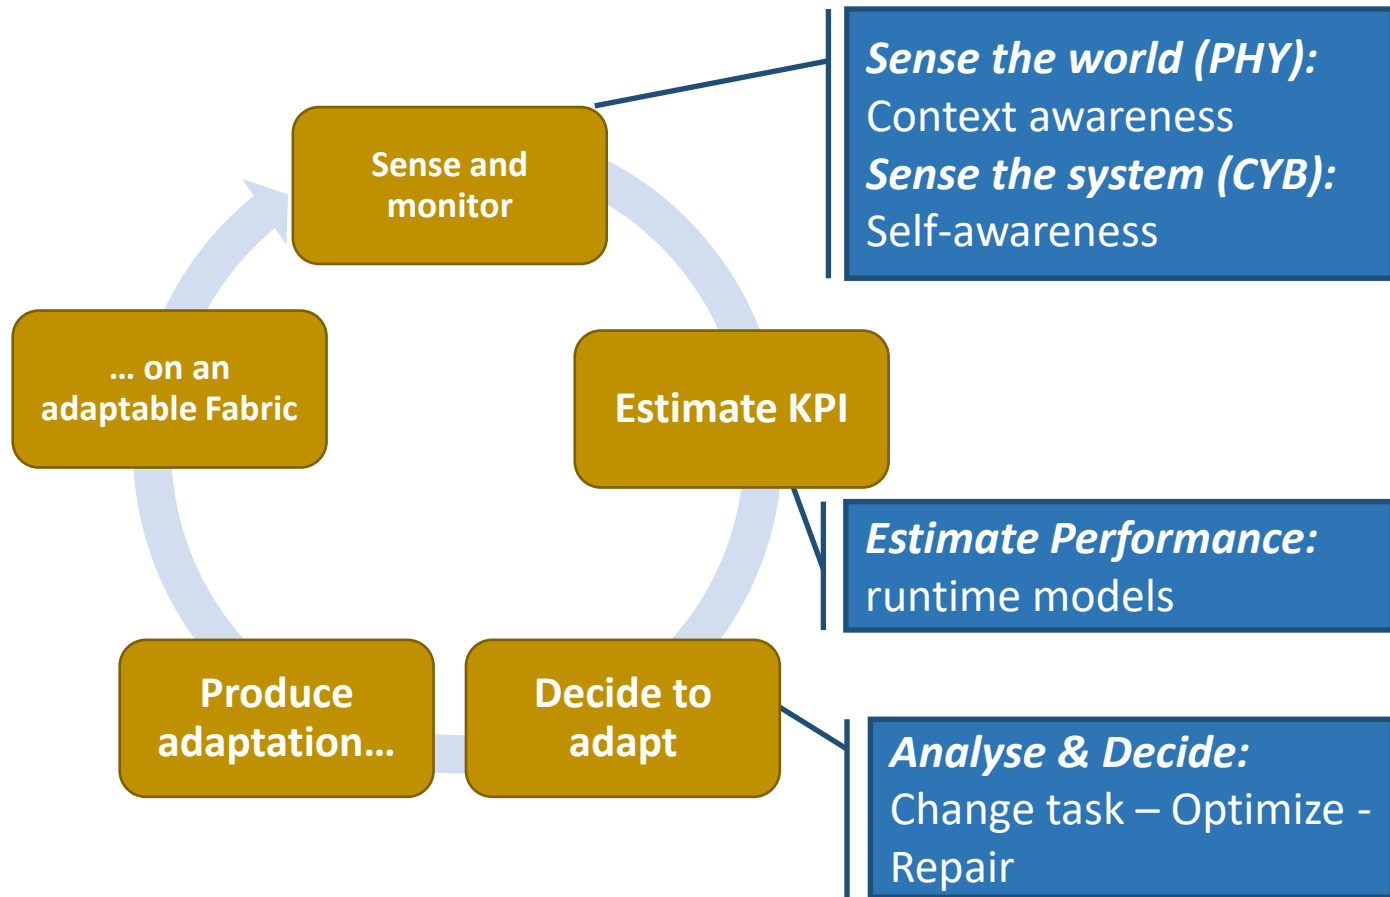 Sense the world (PHY):
Context awareness
Sense the system (CYB):
Self-awareness
Sense and
monitor
... on an
adaptable Fabric
Estimate KPI
Estimate Performance:
runtime models
Produce
adaptation...
Decide to
adapt
Analyse & Decide:
Change task – Optimize -
Repair